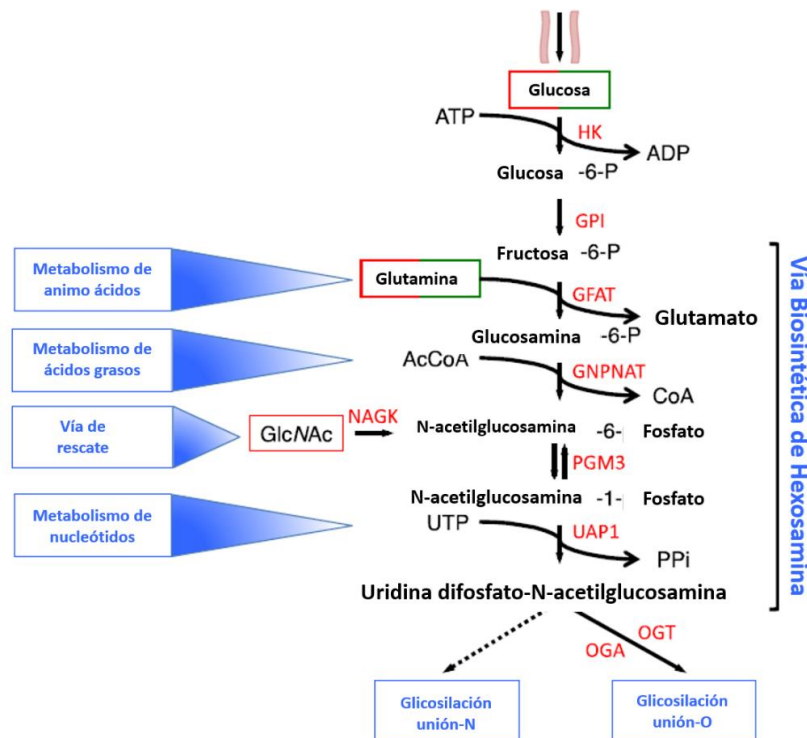 Glucosa
ATP
HK
ADP
Glucosa -6-P
GPI
Fructosa -6-P
Metabolismo de
animo ácidos
Glutamina
GFAT
Glutamato
Glucosamina -6-P
Metabolismo de
ácidos grasos
AcCoA
GNPNAT
CoA
Vía de
rescate
GlcNAc
NAGK
N-acetilglucosamina -6- Fosfato
PGM3
N-acetilglucosamina -1- Fosfato
Metabolismo de
nucleótidos
UTP
UAP1
PPi
Uridina difosfato-N-acetilglucosamina
OGT
OGA
Glicosilación
unión-N
Glicosilación
unión-O
Vía Biosintética de Hexosamina